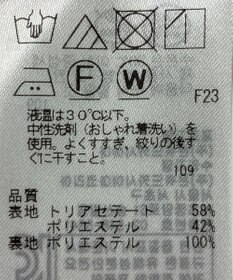 F
W
F23
液温は30℃以下。
中性洗剤（おしゃれ着洗い）を
使用。よくすすぎ、絞りの後す
ぐに干すこと。
109
品質
表地 トリアセテート 58%
ポリエステル 42%
裏地 ポリエステル 100%